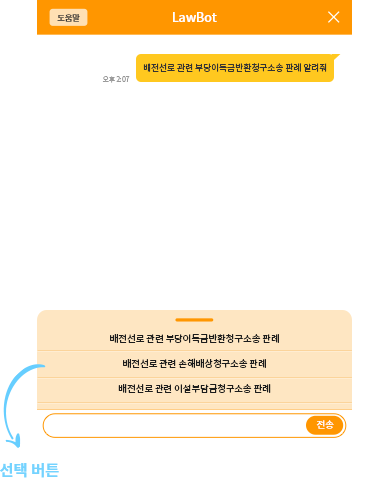 도움말
LawBot
배전선로 관련 부당이득금반환청구소송 판례 알려줘
오후 2:07
배전선로 관련 부당이득금반환청구소송 판례
배전선로 관련 손해배상청구소송 판례
배전선로 관련 이설부담금청구소송 판례
전송
선택 버튼